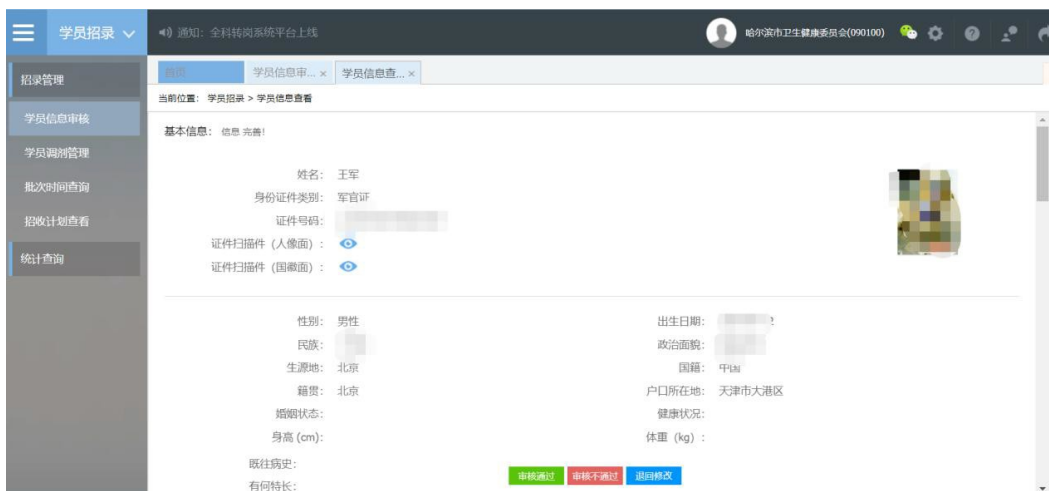 学员招录
通知：全科转岗系统平台上线
哈尔滨市卫生健康委员会(090100)
招录管理
学员信息审核
学员调剂管理
批次时间查询
招收计划查看
统计查询
学员信息审... ×
学员信息查... ×
当前位置： 学员招录 > 学员信息查看
基本信息： 信息 完善!
姓名： 王军
身份证件类别： 军官证
证件号码：
证件扫描件（人像面）：
证件扫描件（国徽面）：
性别： 男性
出生日期：
民族：
政治面貌：
生源地： 北京
国籍： 中国
籍贯： 北京
户口所在地： 天津市大港区
婚姻状态：
健康状况：
身高 (cm)：
体重（kg）：
既往病史：
有何特长：
审核通过
审核不通过
退回修改